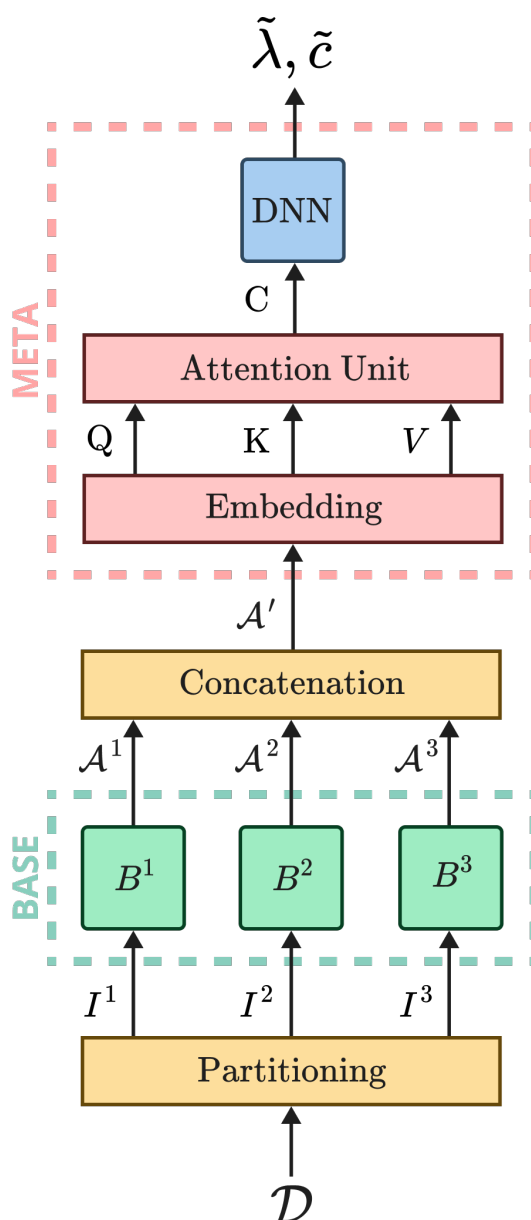 λ̃, c̃
DNN
C
META
Attention Unit
Q K V
Embedding
𝒜′
Concatenation
𝒜¹ 𝒜² 𝒜³
BASE
B¹ B² B³
I¹ I² I³
Partitioning
𝒟